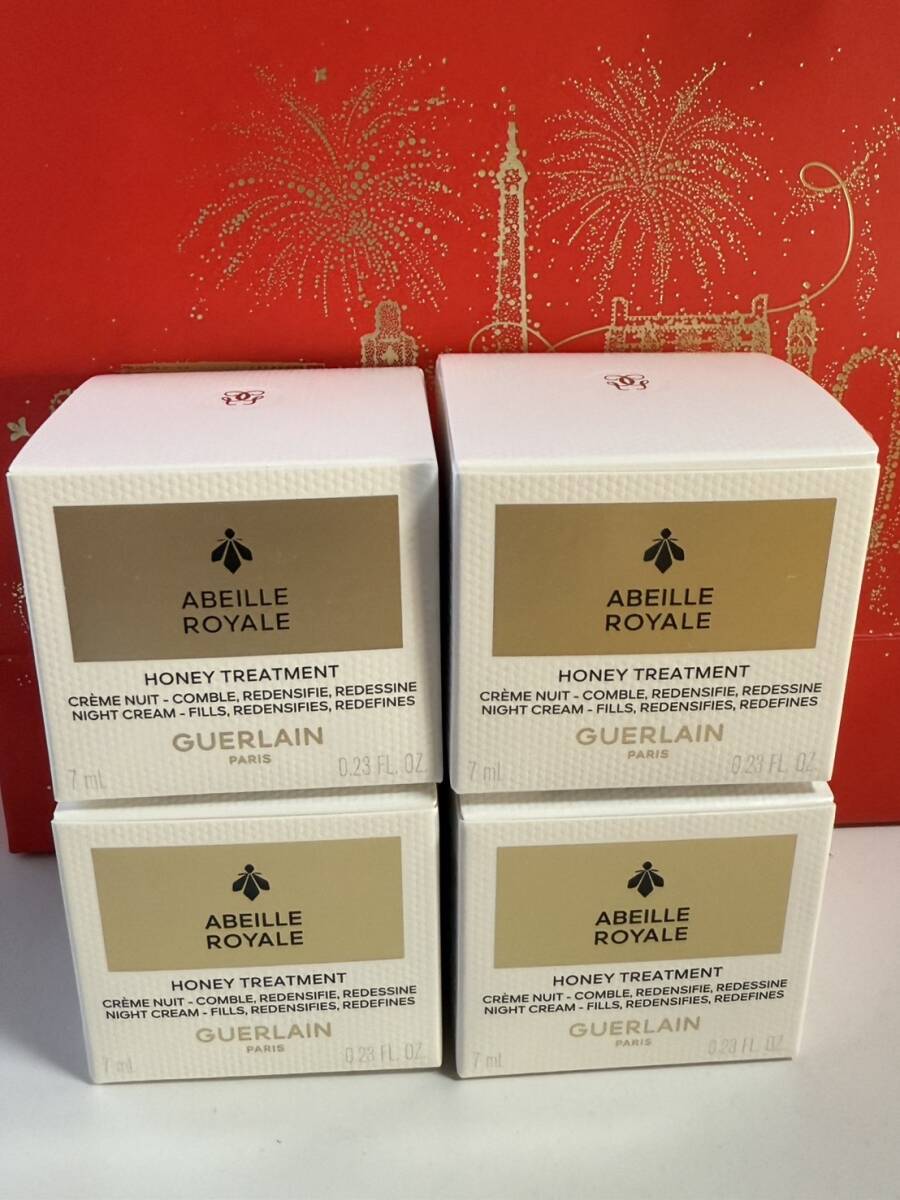 ABEILLE
ROYALE
HONEY TREATMENT
CRÈME NUIT - COMBLE, REDENSIFIE, REDESSINE
NIGHT CREAM - FILLS, REDENSIFIES, REDEFINES
GUERLAIN
PARIS
7 mL 0.23 FL. OZ.
ABEILLE
ROYALE
HONEY TREATMENT
CRÈME NUIT - COMBLE, REDENSIFIE, REDESSINE
NIGHT CREAM - FILLS, REDENSIFIES, REDEFINES
GUERLAIN
PARIS
7 mL 0.23 FL. OZ.
ABEILLE
ROYALE
HONEY TREATMENT
CRÈME NUIT - COMBLE, REDENSIFIE, REDESSINE
NIGHT CREAM - FILLS, REDENSIFIES, REDEFINES
GUERLAIN
PARIS
7 mL 0.23 FL. OZ.
ABEILLE
ROYALE
HONEY TREATMENT
CRÈME NUIT - COMBLE, REDENSIFIE, REDESSINE
NIGHT CREAM - FILLS, REDENSIFIES, REDEFINES
GUERLAIN
PARIS
7 mL 0.23 FL. OZ.